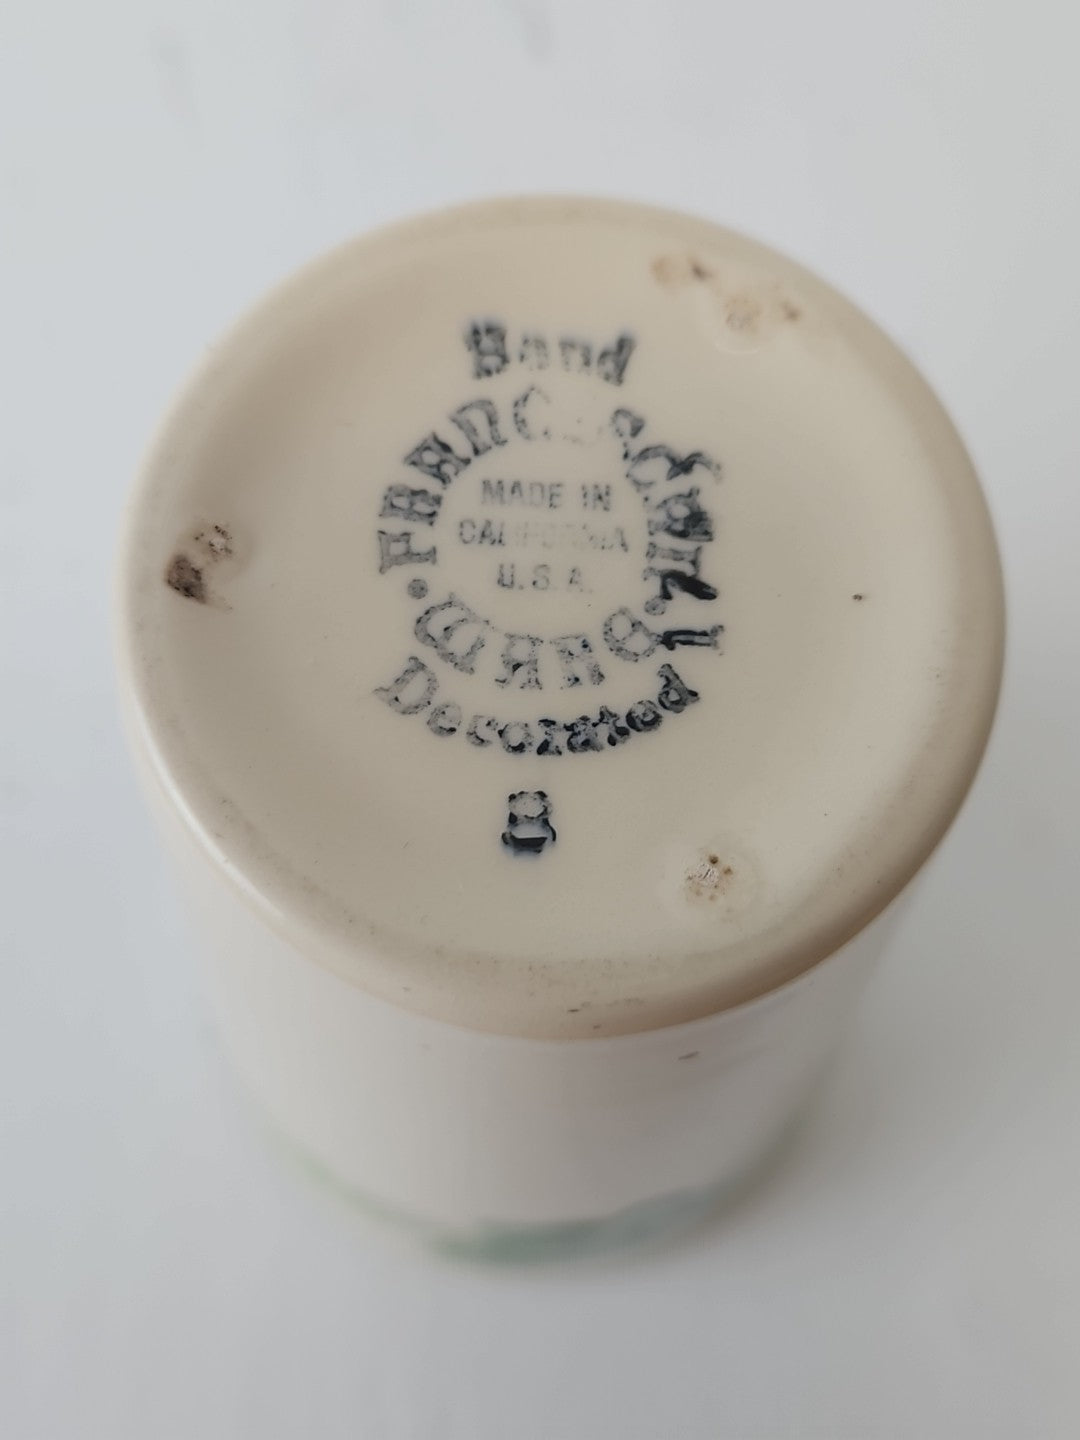 Hand
FRANCISCAN
MADE IN
CALIFORNIA
U.S.A.
WARE
Decorated
8